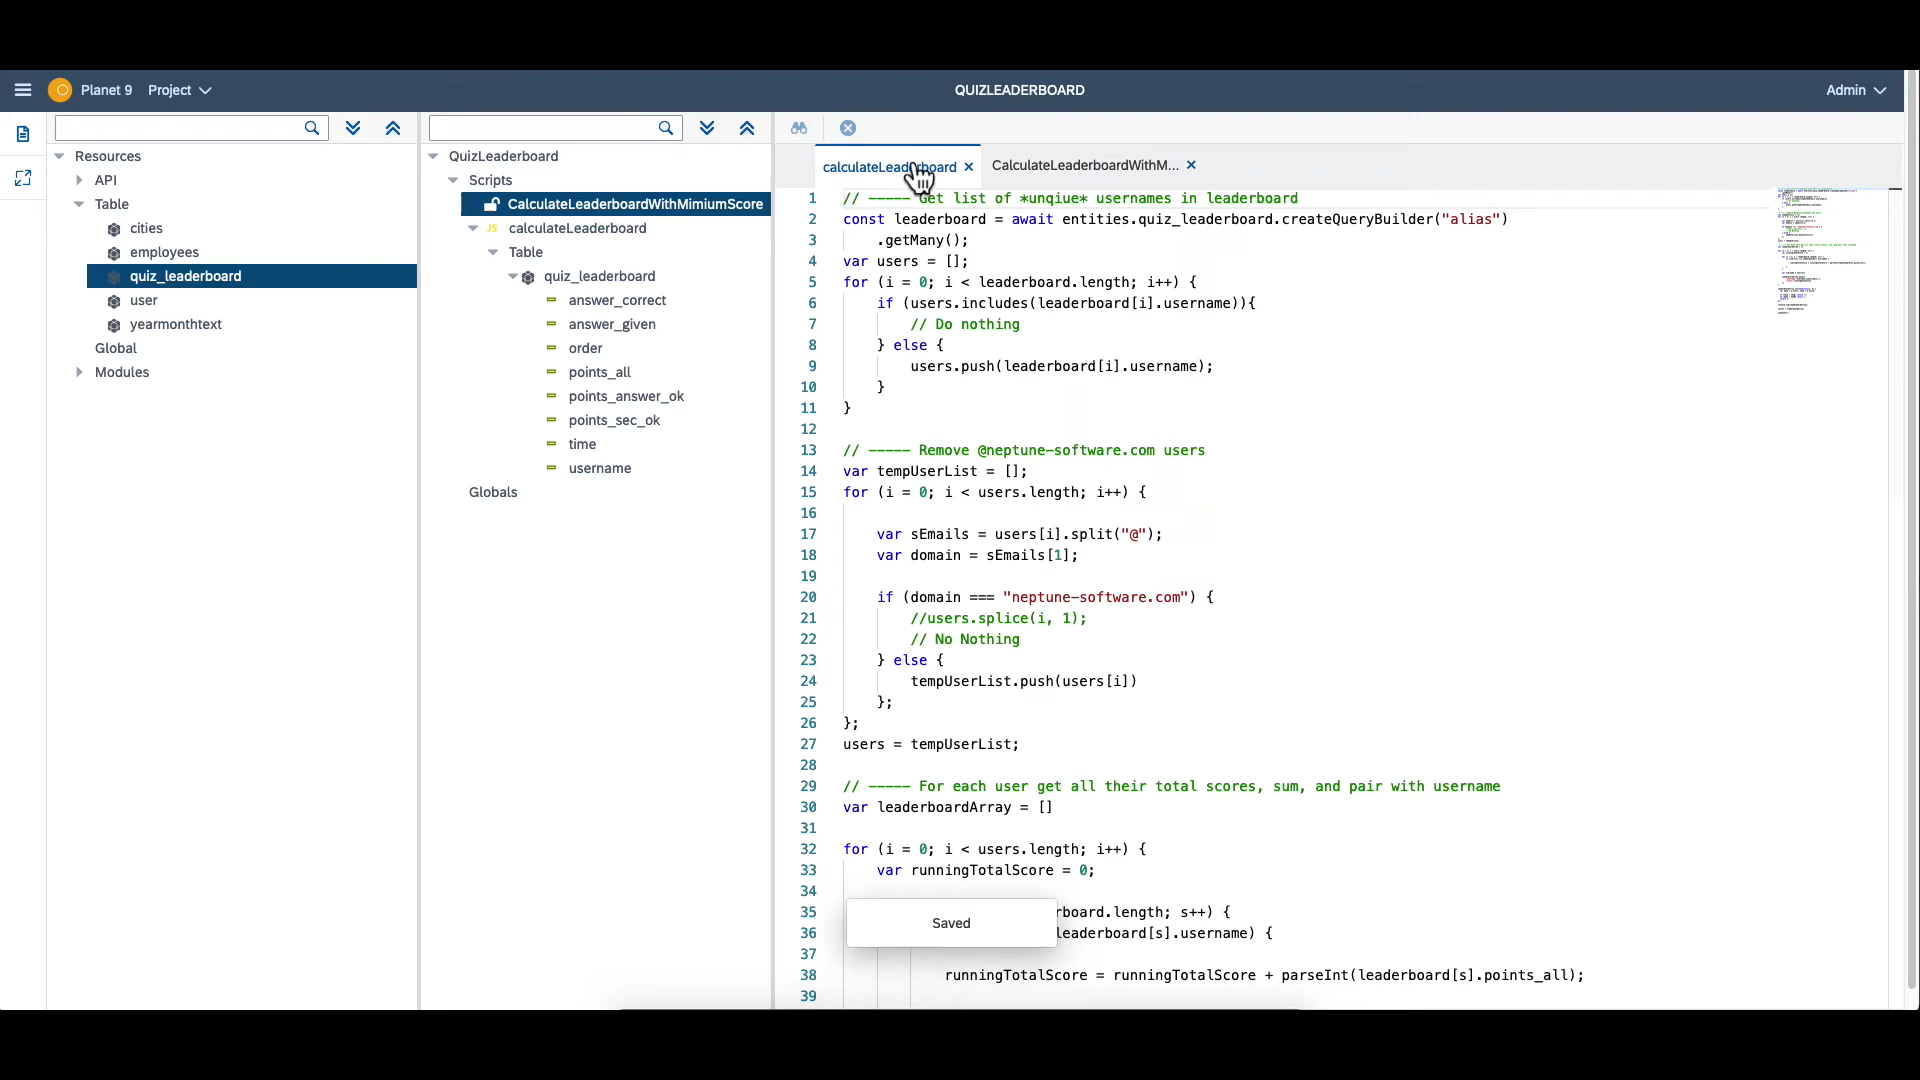 Planet 9 Project QUIZLEADERBOARD Admin
Resources
API
Table
cities
employees
quiz_leaderboard
user
yearmonthtext
Global
Modules
QuizLeaderboard
Scripts
CalculateLeaderboardWithMimiumScore
JS calculateLeaderboard
Table
quiz_leaderboard
answer_correct
answer_given
order
points_all
points_answer_ok
points_sec_ok
time
username
Globals
calculateLeaderboard CalculateLeaderboardWithM...
1 // ––––– Get list of *unqiue* usernames in leaderboard
2 const leaderboard = await entities.quiz_leaderboard.createQueryBuilder("alias")
3 .getMany();
4 var users = [];
5 for (i = 0; i < leaderboard.length; i++) {
6 if (users.includes(leaderboard[i].username)){
7 // Do nothing
8 } else {
9 users.push(leaderboard[i].username);
10 }
11 }
12
13 // ––––– Remove @neptune-software.com users
14 var tempUserList = [];
15 for (i = 0; i < users.length; i++) {
16
17 var sEmails = users[i].split("@");
18 var domain = sEmails[1];
19
20 if (domain === "neptune-software.com") {
21 //users.splice(i, 1);
22 // No Nothing
23 } else {
24 tempUserList.push(users[i])
25 };
26 };
27 users = tempUserList;
28
29 // ––––– For each user get all their total scores, sum, and pair with username
30 var leaderboardArray = []
31
32 for (i = 0; i < users.length; i++) {
33 var runningTotalScore = 0;
34
35 rboard.length; s++) {
Saved
36 leaderboard[s].username) {
37
38 runningTotalScore = runningTotalScore + parseInt(leaderboard[s].points_all);
39